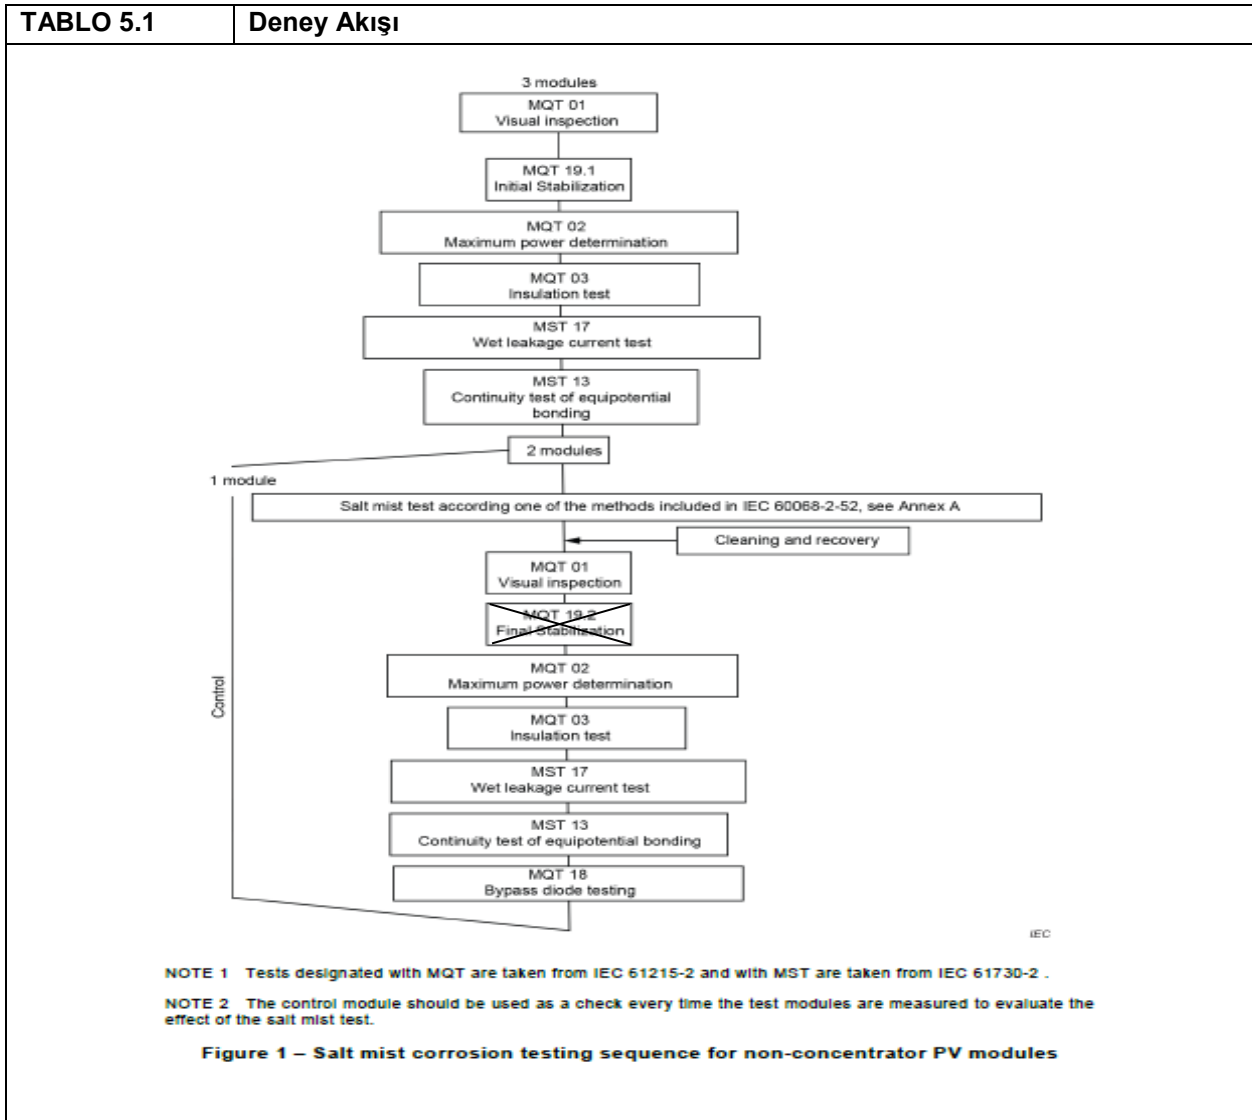 TABLO 5.1 Deney Akışı
3 modules
MQT 01
Visual inspection
MQT 19.1
Initial Stabilization
MQT 02
Maximum power determination
MQT 03
Insulation test
MST 17
Wet leakage current test
MST 13
Continuity test of equipotential
bonding
2 modules
1 module
Salt mist test according one of the methods included in IEC 60068-2-52, see Annex A
Cleaning and recovery
MQT 01
Visual inspection
MQT 19.2
Final Stabilization
MQT 02
Maximum power determination
Control
MQT 03
Insulation test
MST 17
Wet leakage current test
MST 13
Continuity test of equipotential bonding
MQT 18
Bypass diode testing
IEC
NOTE 1 Tests designated with MQT are taken from IEC 61215-2 and with MST are taken from IEC 61730-2 .
NOTE 2 The control module should be used as a check every time the test modules are measured to evaluate the
effect of the salt mist test.
Figure 1 – Salt mist corrosion testing sequence for non-concentrator PV modules